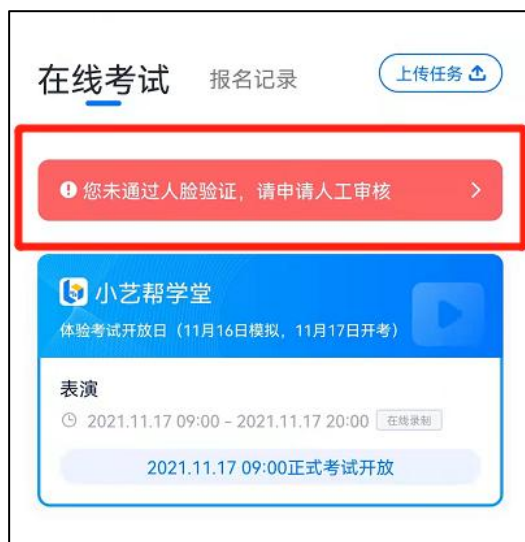 在线考试 报名记录 上传任务
您未通过人脸验证，请申请人工审核
小艺帮学堂
体验考试开放日（11月16日模拟，11月17日开考）
表演
2021.11.17 09:00 - 2021.11.17 20:00 在线录制
2021.11.17 09:00正式考试开放